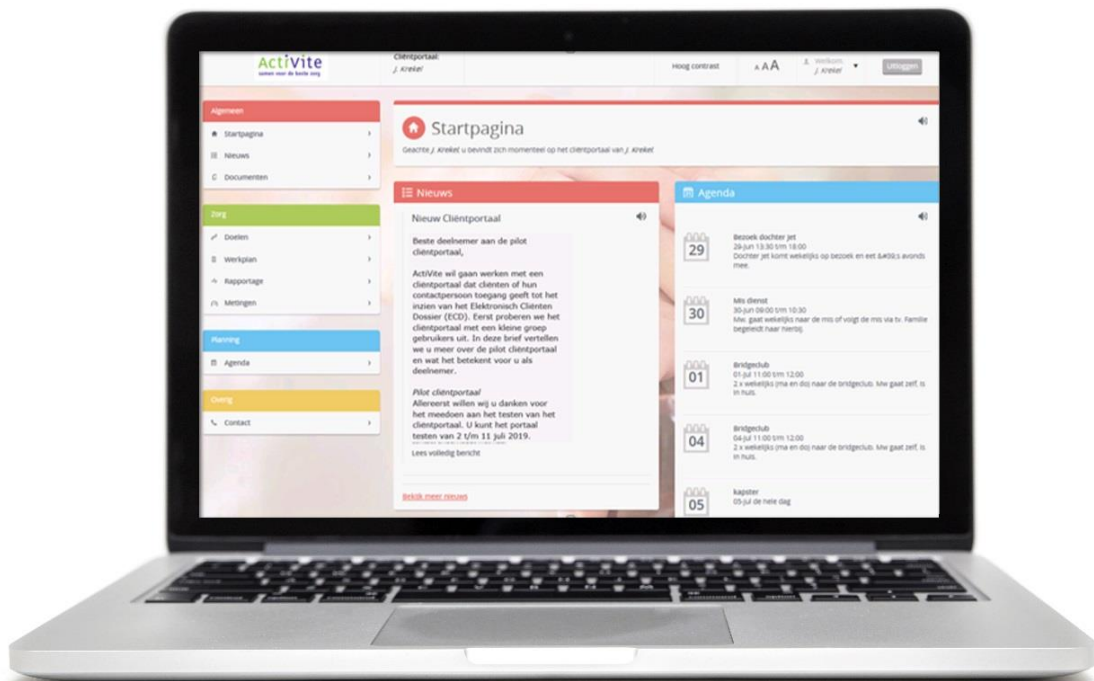 ActiVite
samen voor de beste zorg
Cliëntportaal:
J. Krekel
Hoog contrast
A A A
Welkom
J. Krekel
Uitloggen
Algemeen
Startpagina
Nieuws
Documenten
Zorg
Doelen
Werkplan
Rapportage
Metingen
Planning
Agenda
Overig
Contact
Startpagina
Geachte J. Krekel u bevindt zich momenteel op het cliëntportaal van J. Krekel
Nieuws
Nieuw Cliëntportaal
Beste deelnemer aan de pilot
cliëntportaal,
ActiVite wil gaan werken met een
cliëntportaal dat cliënten of hun
contactpersoon toegang geeft tot het
inzien van het Elektronisch Cliënten
Dossier (ECD). Eerst proberen we het
cliëntportaal met een kleine groep
gebruikers uit. In deze brief vertellen
we u meer over de pilot cliëntportaal
en wat het betekent voor u als
deelnemer.
Pilot cliëntportaal
Allereerst willen wij u danken voor
het meedoen aan het testen van het
cliëntportaal. U kunt het portaal
testen van 2 t/m 11 juli 2019.
Lees volledig bericht
Bekijk meer nieuws
Agenda
29
Bezoek dochter Jet
29-jun 13:30 t/m 18:00
Dochter Jet komt wekelijks op bezoek en eet &#39;s avonds
mee.
30
Mis dienst
30-jun 09:00 t/m 10:30
Mw. gaat wekelijks naar de mis of volgt de mis via tv. Familie
begeleidt haar hierbij.
01
Bridgeclub
01-jul 11:00 t/m 12:00
2 x wekelijks (ma en do) naar de bridgeclub. Mw gaat zelf, is
in huis.
04
Bridgeclub
04-jul 11:00 t/m 12:00
2 x wekelijks (ma en do) naar de bridgeclub. Mw gaat zelf, is
in huis.
05
kapster
05-jul de hele dag
control
option
command
command
option